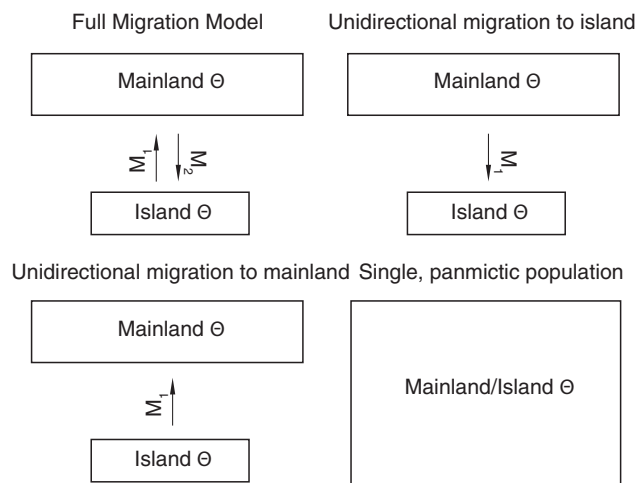 Full Migration Model
Mainland Θ
M₁
M₂
Island Θ
Unidirectional migration to island
Mainland Θ
M₁
Island Θ
Unidirectional migration to mainland
Mainland Θ
M₁
Island Θ
Single, panmictic population
Mainland/Island Θ